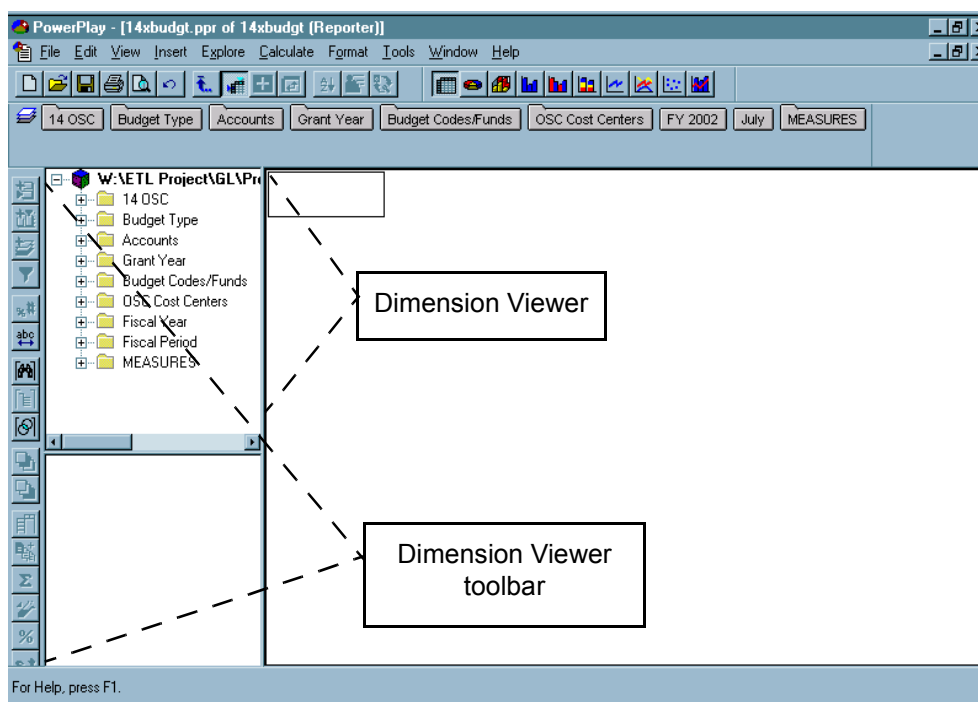 PowerPlay - [14xbudgt.ppr of 14xbudgt (Reporter)]
File Edit View Insert Explore Calculate Format Tools Window Help
14 OSC Budget Type Accounts Grant Year Budget Codes/Funds OSC Cost Centers FY 2002 July MEASURES
W:\ETL Project\GL\Pro
14 OSC
Budget Type
Accounts
Grant Year
Budget Codes/Funds
OSC Cost Centers
Fiscal Year
Fiscal Period
MEASURES
abc
Dimension Viewer
Dimension Viewer
toolbar
For Help, press F1.